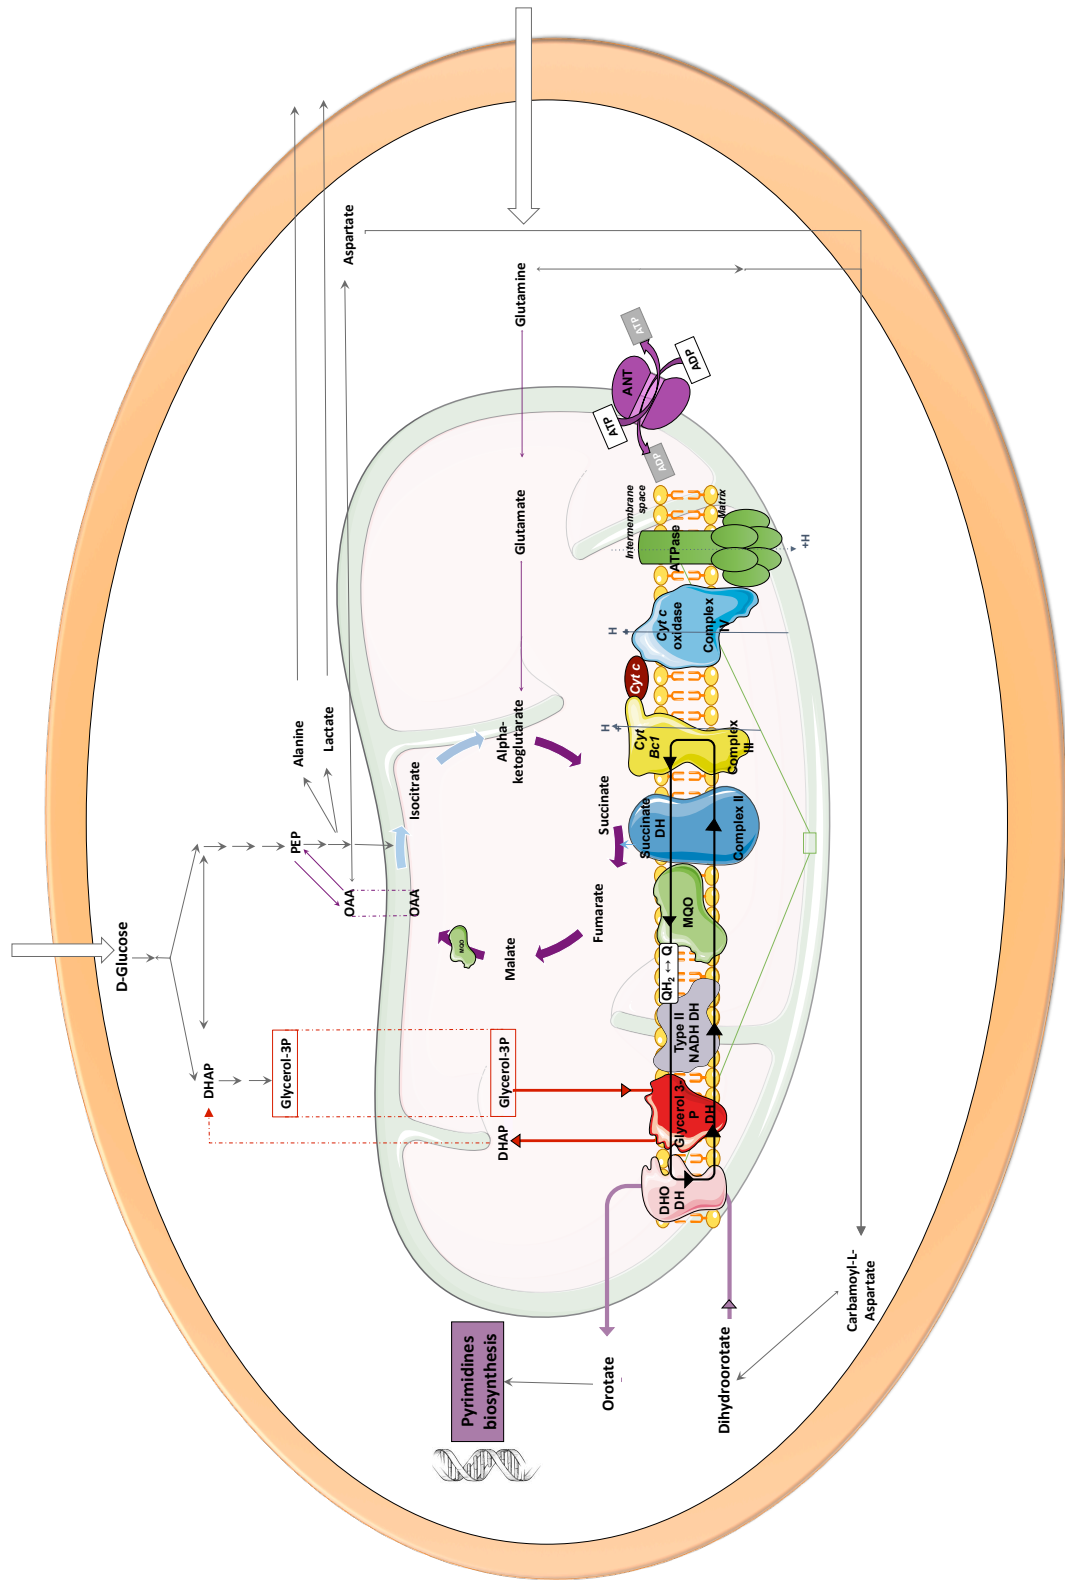 D-Glucose
DHAP
Glycerol-3P
PEP
Alanine
Lactate
Aspartate
OAA
OAA
Isocitrate
Alpha-
ketoglutarate
Glutamate
Glutamine
MQO
Malate
Fumarate
Succinate
Glycerol-3P
DHAP
Pyrimidines
biosynthesis
Orotate
Dihydroorotate
Carbamoyl-L-
Aspartate
DHO
DH
Glycerol 3-
P
DH
Type II
NADH DH
QH2 ↔ Q
MQO
Succinate
DH
Complex II
Cyt
Bc1
Complex
III
H
+
Cyt c
Cyt c
oxidase
Complex
IV
H
Intermembrane
space
ATPase
Matrix
H+
ANT
ATP
ADP
ATP
ADP